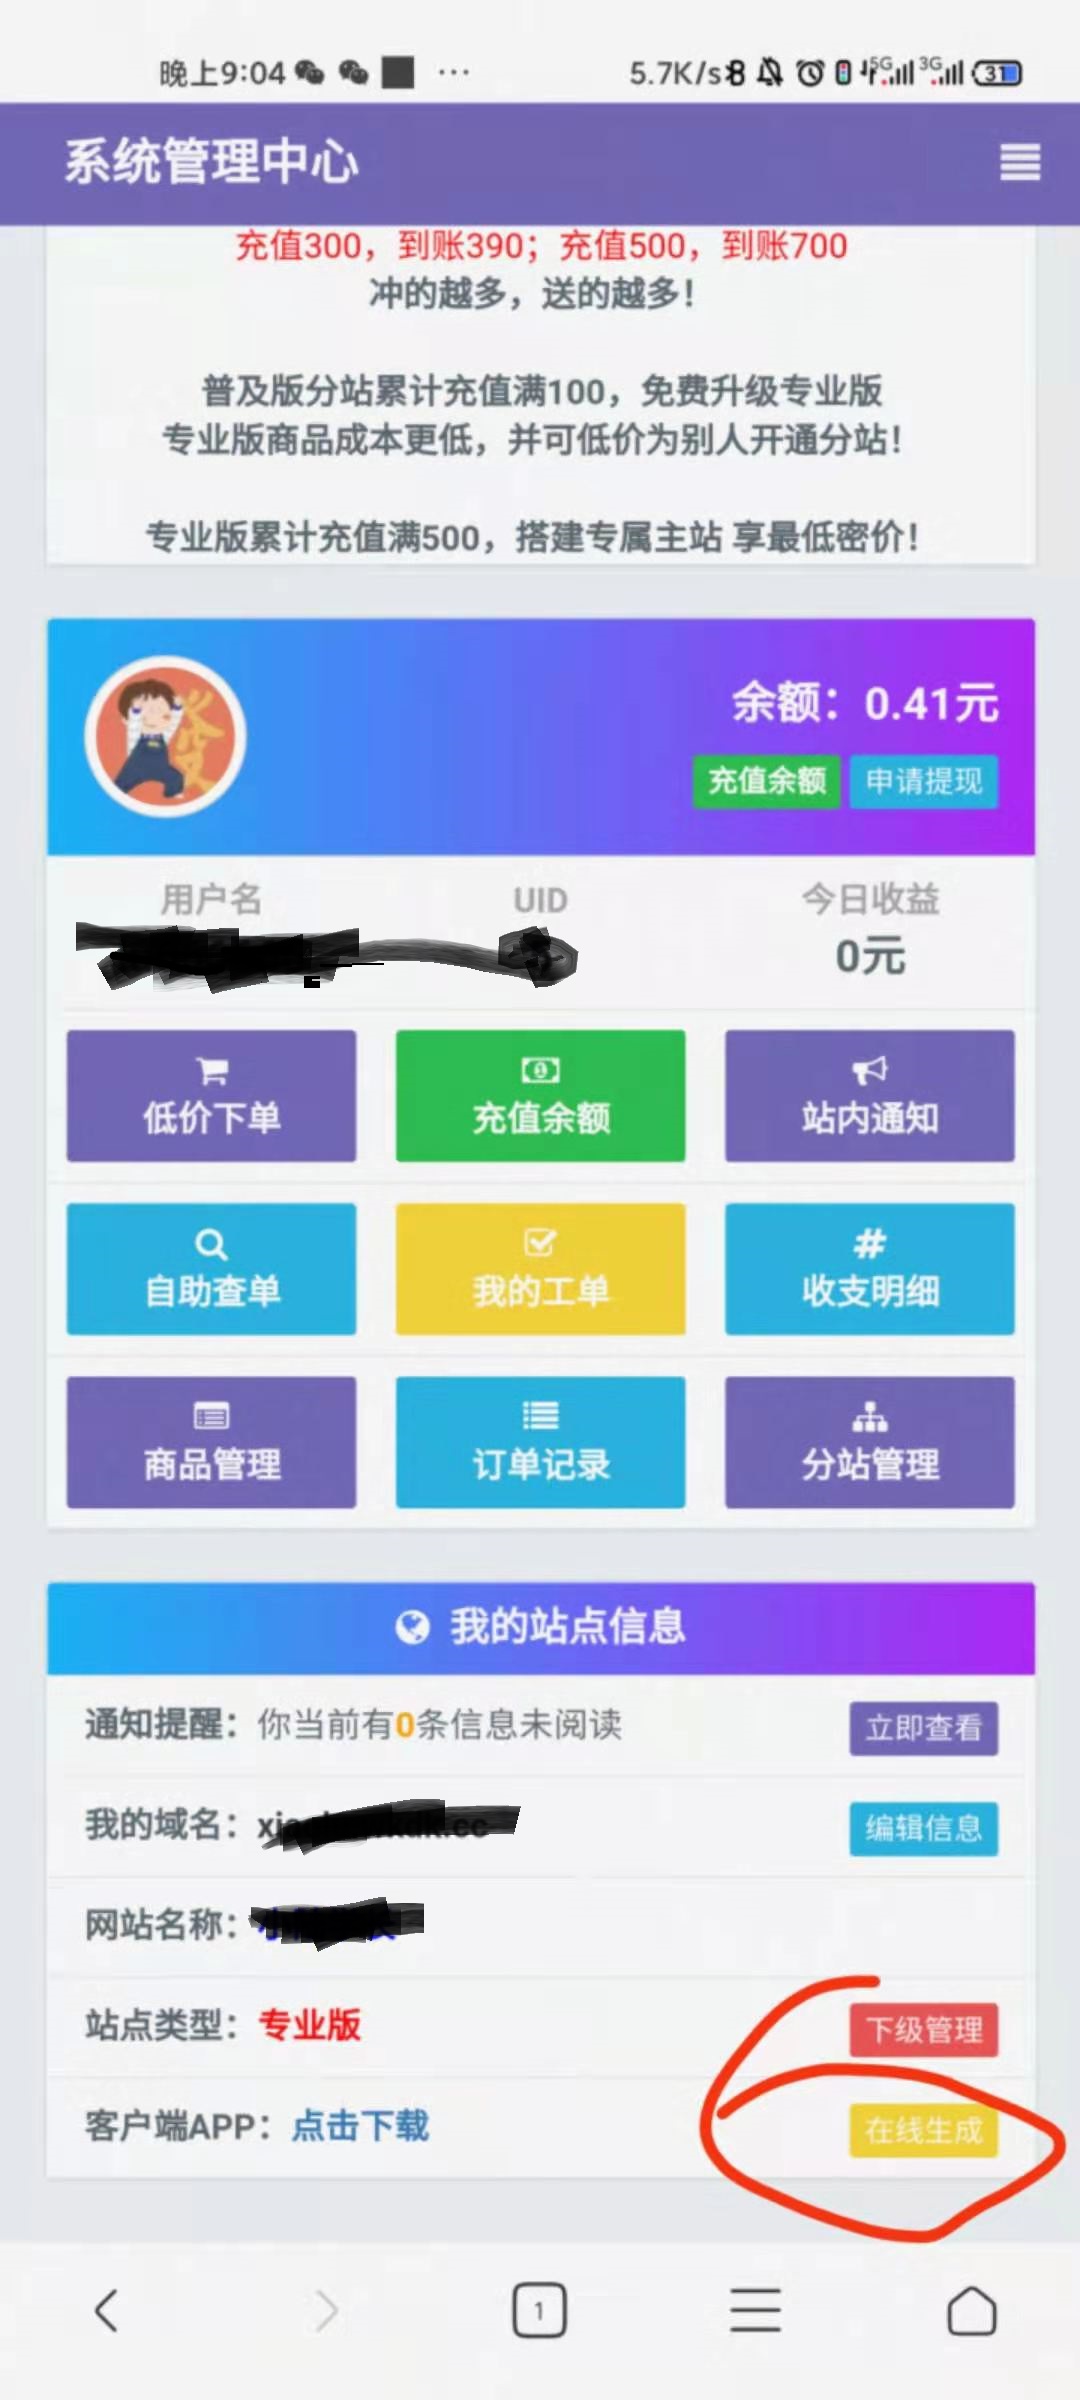 晚上9:04 ··· 5.7K/s 5G 3G 31
系统管理中心
充值300，到账390；充值500，到账700
冲的越多，送的越多！
普及版分站累计充值满100，免费升级专业版
专业版商品成本更低，并可低价为别人开通分站！
专业版累计充值满500，搭建专属主站 享最低密价！
余额：0.41元
充值余额 申请提现
用户名 UID 今日收益
0元
低价下单 充值余额 站内通知
自助查单 我的工单 收支明细
商品管理 订单记录 分站管理
我的站点信息
通知提醒：你当前有0条信息未阅读 立即查看
我的域名： 编辑信息
网站名称：
站点类型：专业版 下级管理
客户端APP：点击下载 在线生成
1